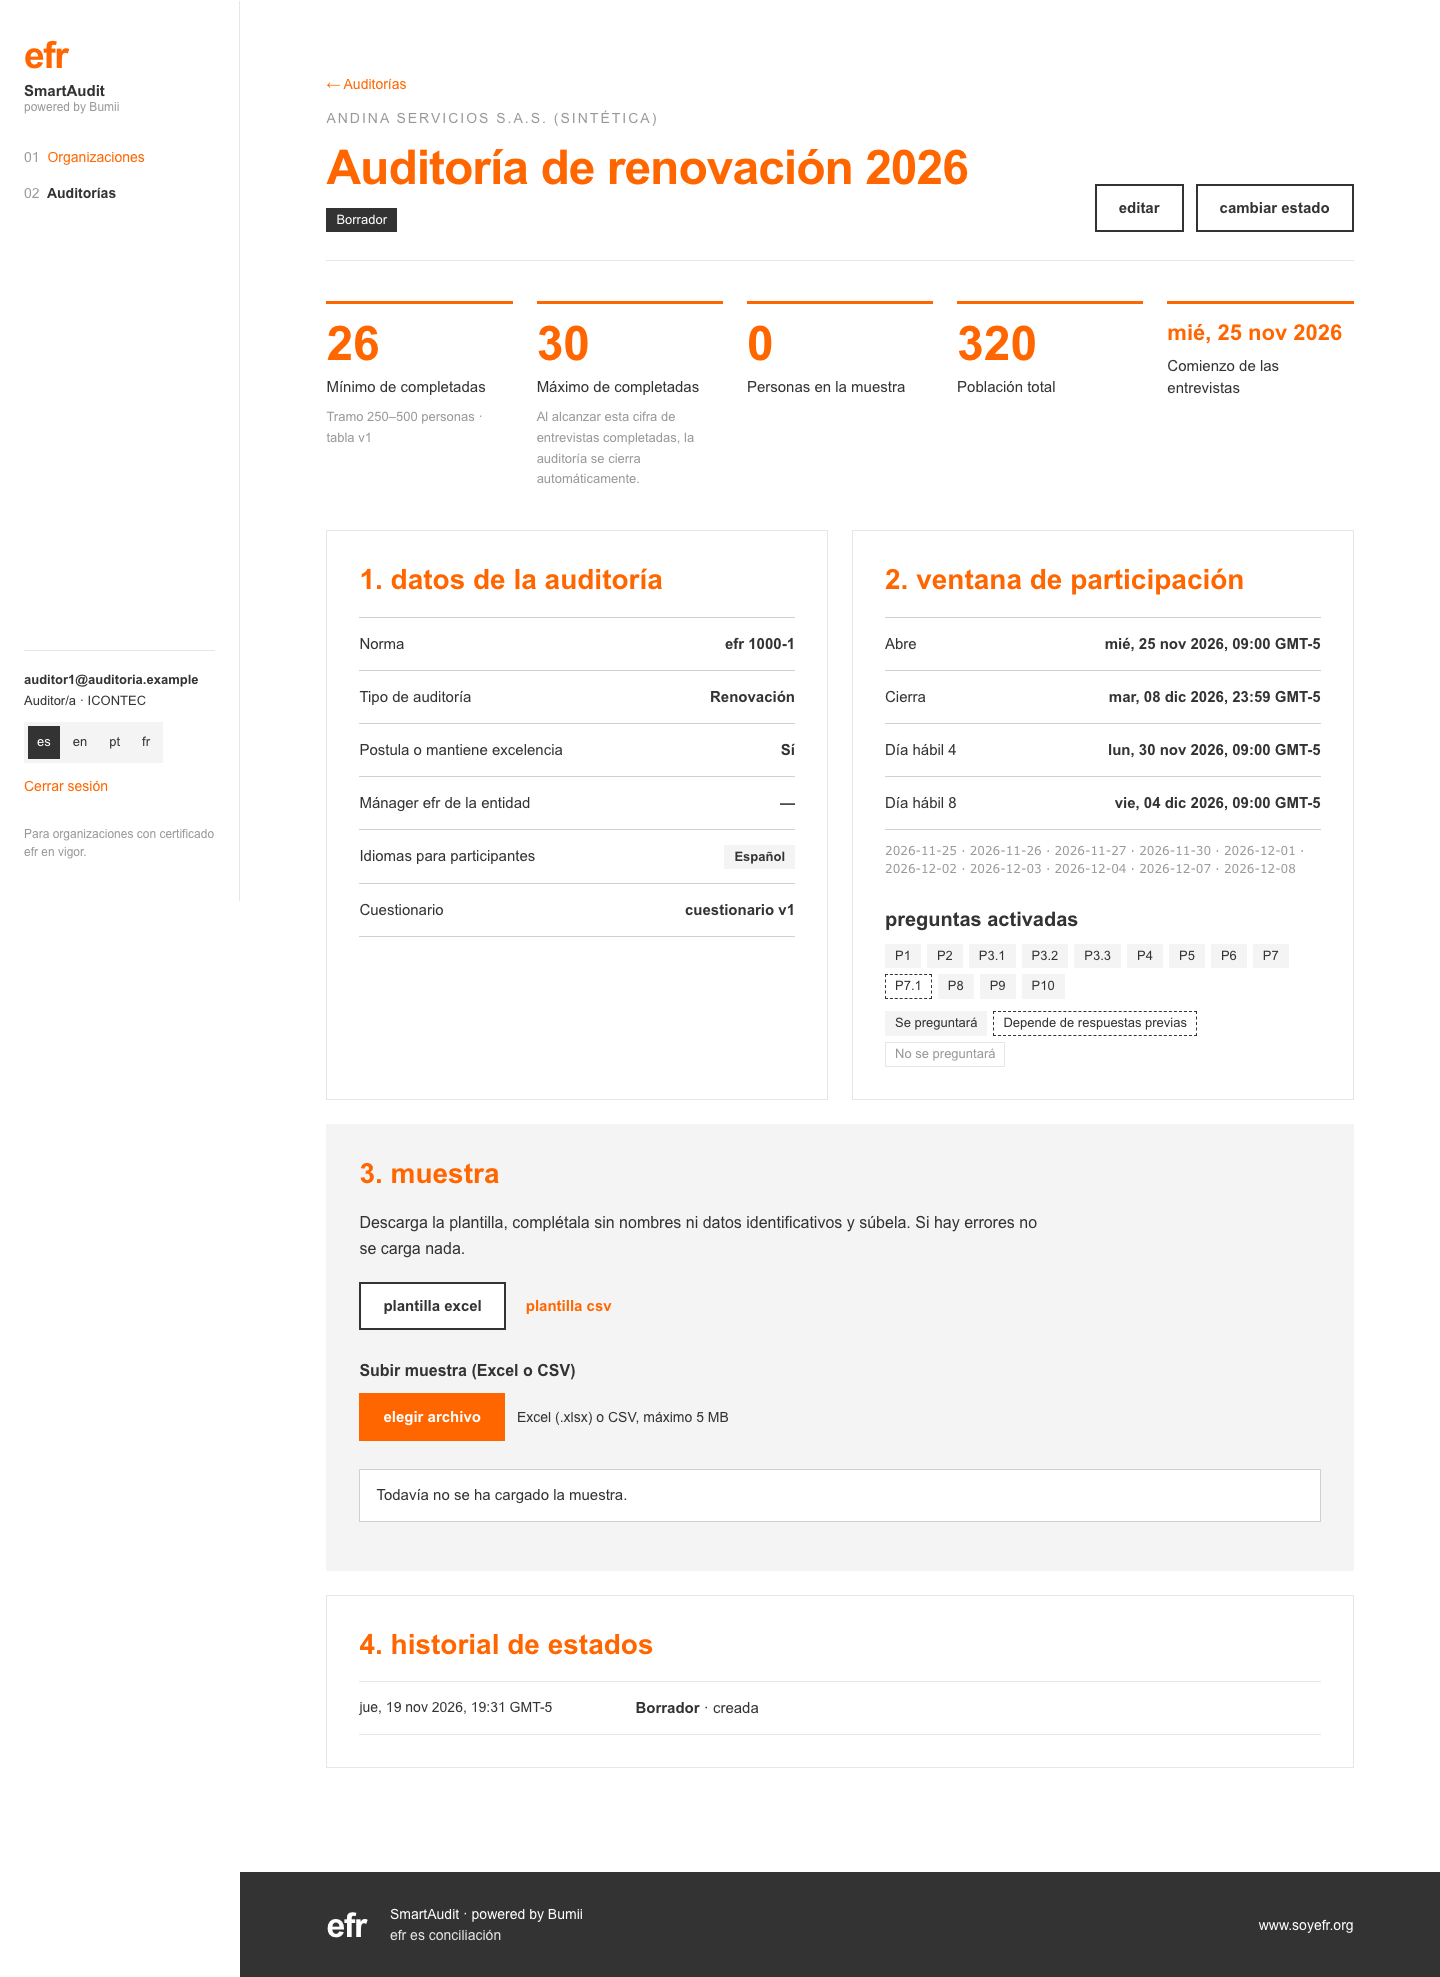 efr
SmartAudit
powered by Bumii
01 Organizaciones
02 Auditorías
auditor1@auditoria.example
Auditor/a · ICONTEC
es en pt fr
Cerrar sesión
Para organizaciones con certificado
efr en vigor.
← Auditorías
ANDINA SERVICIOS S.A.S. (SINTÉTICA)
Auditoría de renovación 2026
Borrador
editar
cambiar estado
26
Mínimo de completadas
Tramo 250–500 personas ·
tabla v1
30
Máximo de completadas
Al alcanzar esta cifra de
entrevistas completadas, la
auditoría se cierra
automáticamente.
0
Personas en la muestra
320
Población total
mié, 25 nov 2026
Comienzo de las
entrevistas
1. datos de la auditoría
Norma efr 1000-1
Tipo de auditoría Renovación
Postula o mantiene excelencia Sí
Mánager efr de la entidad —
Idiomas para participantes Español
Cuestionario cuestionario v1
2. ventana de participación
Abre mié, 25 nov 2026, 09:00 GMT-5
Cierra mar, 08 dic 2026, 23:59 GMT-5
Día hábil 4 lun, 30 nov 2026, 09:00 GMT-5
Día hábil 8 vie, 04 dic 2026, 09:00 GMT-5
2026-11-25 · 2026-11-26 · 2026-11-27 · 2026-11-30 · 2026-12-01 ·
2026-12-02 · 2026-12-03 · 2026-12-04 · 2026-12-07 · 2026-12-08
preguntas activadas
P1 P2 P3.1 P3.2 P3.3 P4 P5 P6 P7
P7.1 P8 P9 P10
Se preguntará Depende de respuestas previas
No se preguntará
3. muestra
Descarga la plantilla, complétala sin nombres ni datos identificativos y súbela. Si hay errores no
se carga nada.
plantilla excel plantilla csv
Subir muestra (Excel o CSV)
elegir archivo Excel (.xlsx) o CSV, máximo 5 MB
Todavía no se ha cargado la muestra.
4. historial de estados
jue, 19 nov 2026, 19:31 GMT-5 Borrador · creada
efr
SmartAudit · powered by Bumii
efr es conciliación
www.soyefr.org